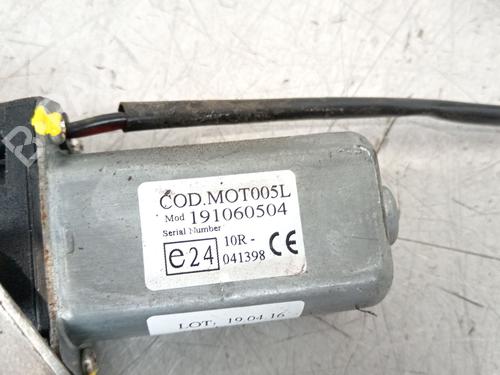 COD.MOT005L
Mod 191060504
Serial Number
e24 10R -
041398 CE
LOT: 19.04.16